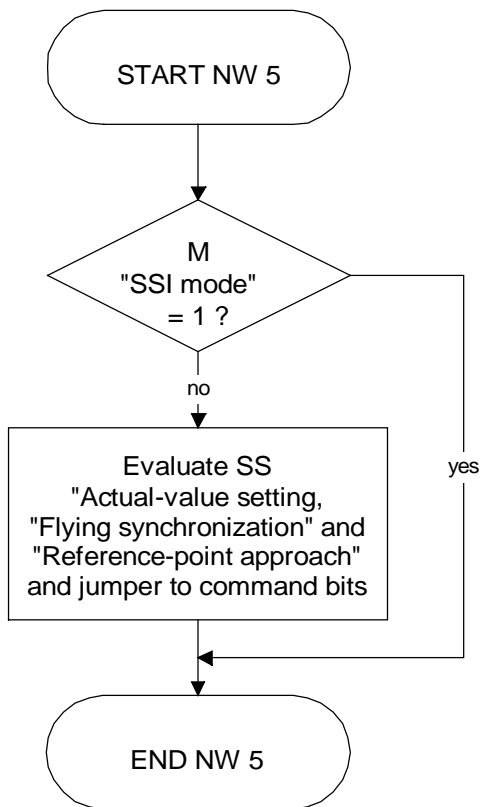 START NW 5
M
"SSI mode"
= 1 ?
no
yes
Evaluate SS
"Actual-value setting,
"Flying synchronization" and
"Reference-point approach"
and jumper to command bits
END NW 5